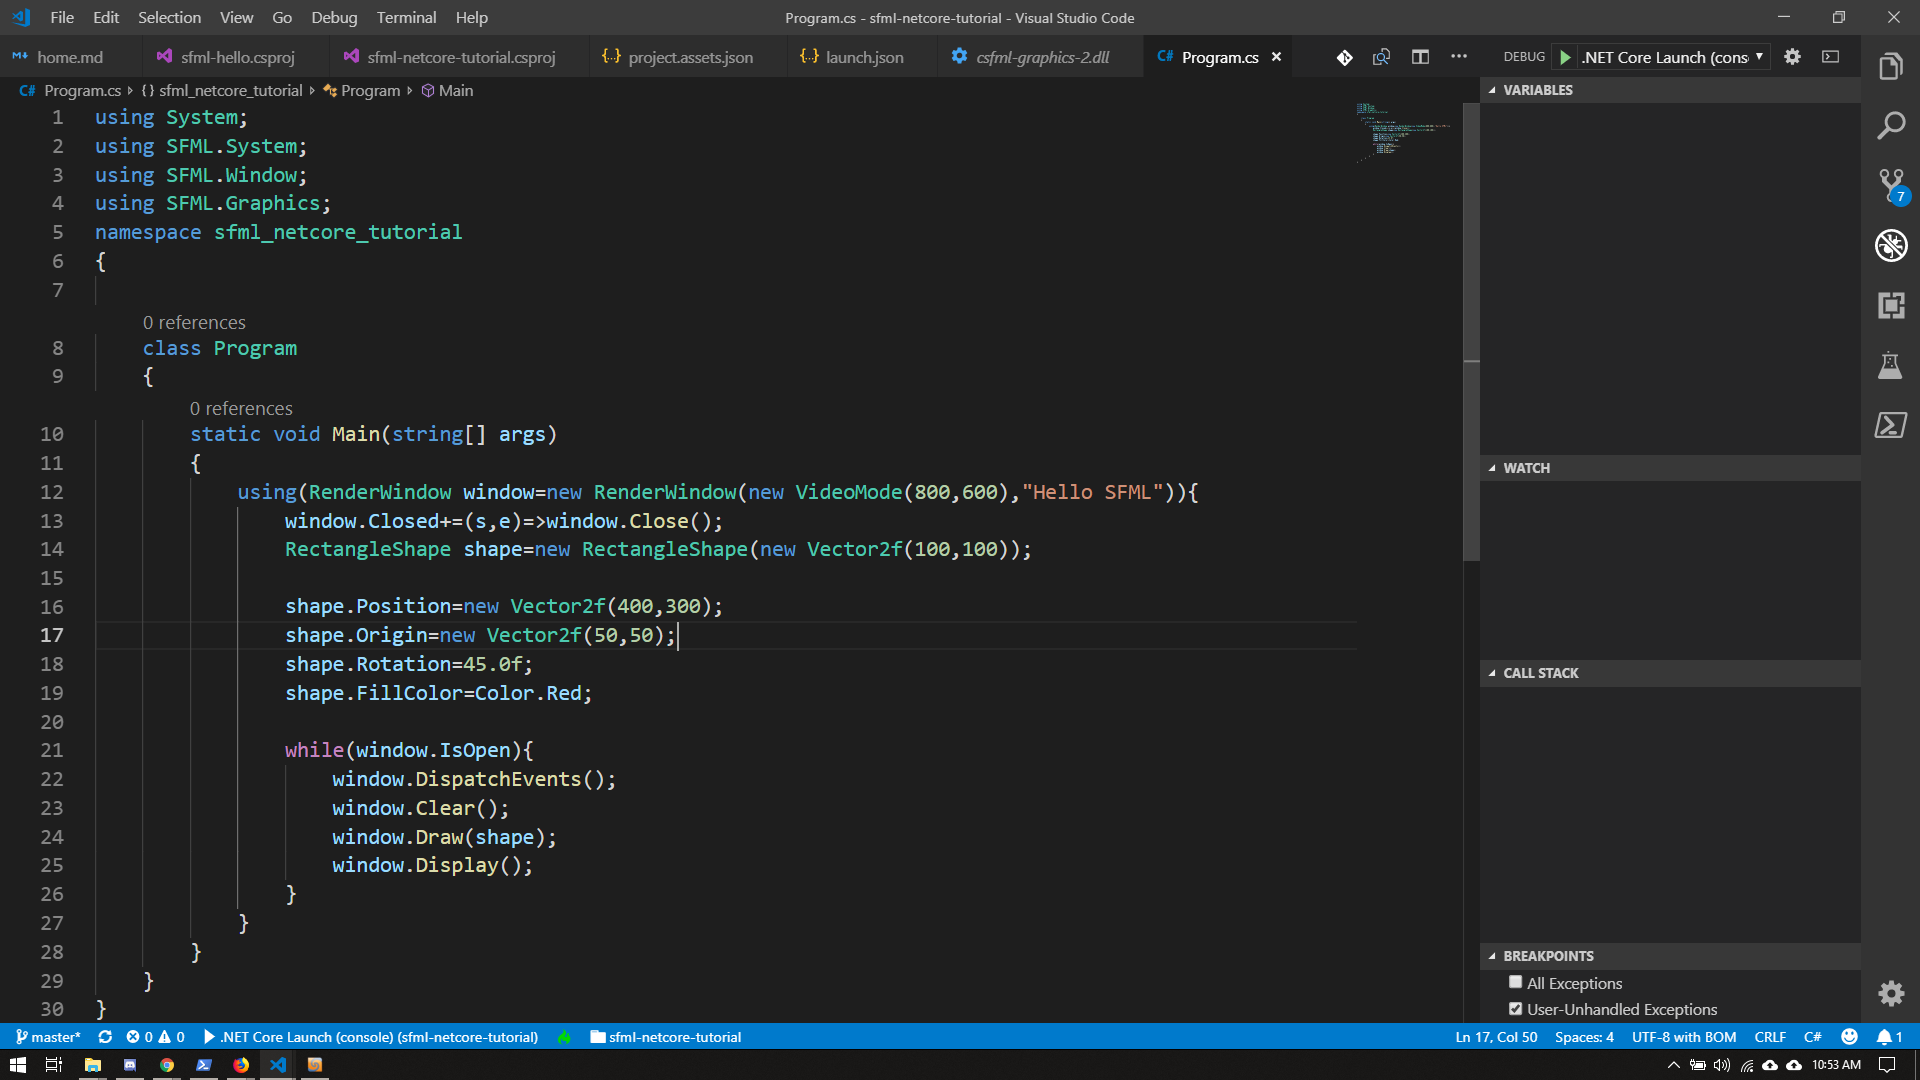 File Edit Selection View Go Debug Terminal Help
Program.cs - sfml-netcore-tutorial - Visual Studio Code
home.md sfml-hello.csproj sfml-netcore-tutorial.csproj project.assets.json launch.json csfml-graphics-2.dll C# Program.cs
DEBUG .NET Core Launch (cons
C# Program.cs {} sfml_netcore_tutorial Program Main
1 using System;
2 using SFML.System;
3 using SFML.Window;
4 using SFML.Graphics;
5 namespace sfml_netcore_tutorial
6 {
7
0 references
8 class Program
9 {
0 references
10 static void Main(string[] args)
11 {
12 using(RenderWindow window=new RenderWindow(new VideoMode(800,600),"Hello SFML")){
13 window.Closed+=(s,e)=>window.Close();
14 RectangleShape shape=new RectangleShape(new Vector2f(100,100));
15
16 shape.Position=new Vector2f(400,300);
17 shape.Origin=new Vector2f(50,50);
18 shape.Rotation=45.0f;
19 shape.FillColor=Color.Red;
20
21 while(window.IsOpen){
22 window.DispatchEvents();
23 window.Clear();
24 window.Draw(shape);
25 window.Display();
26 }
27 }
28 }
29 }
30 }
VARIABLES
WATCH
CALL STACK
BREAKPOINTS
All Exceptions
User-Unhandled Exceptions
7
master* 0 0 .NET Core Launch (console) (sfml-netcore-tutorial) sfml-netcore-tutorial
Ln 17, Col 50 Spaces: 4 UTF-8 with BOM CRLF C# 1
10:53 AM